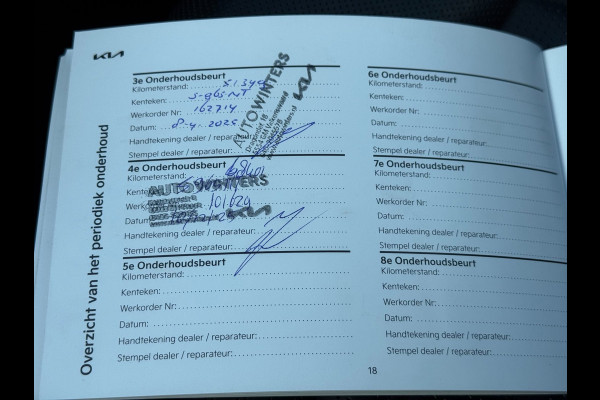 KIA
Overzicht van het periodiek onderhoud
3e Onderhoudsbeurt
Kilometerstand:
Kenteken:
Werkorder Nr: 162714
Datum:
Handtekening dealer / reparateur:
Stempel dealer / reparateur:
AUTOWINTERS
KIA
4e Onderhoudsbeurt
Kilometerstand:
AUTOWINTERS
KIA
Handtekening dealer / reparateur:
Stempel dealer / reparateur:
5e Onderhoudsbeurt
Kilometerstand:
Kenteken:
Werkorder Nr:
Datum:
Handtekening dealer / reparateur:
Stempel dealer / reparateur:
6e Onderhoudsbeurt
Kilometerstand:
Kenteken:
Werkorder Nr:
Datum:
Handtekening dealer / reparateur:
Stempel dealer / reparateur:
7e Onderhoudsbeurt
Kilometerstand:
Kenteken:
Werkorder Nr:
Datum:
Handtekening dealer / reparateur:
Stempel dealer / reparateur:
8e Onderhoudsbeurt
Kilometerstand:
Kenteken:
Werkorder Nr:
Datum:
Handtekening dealer / reparateur:
Stempel dealer / reparateur:
18